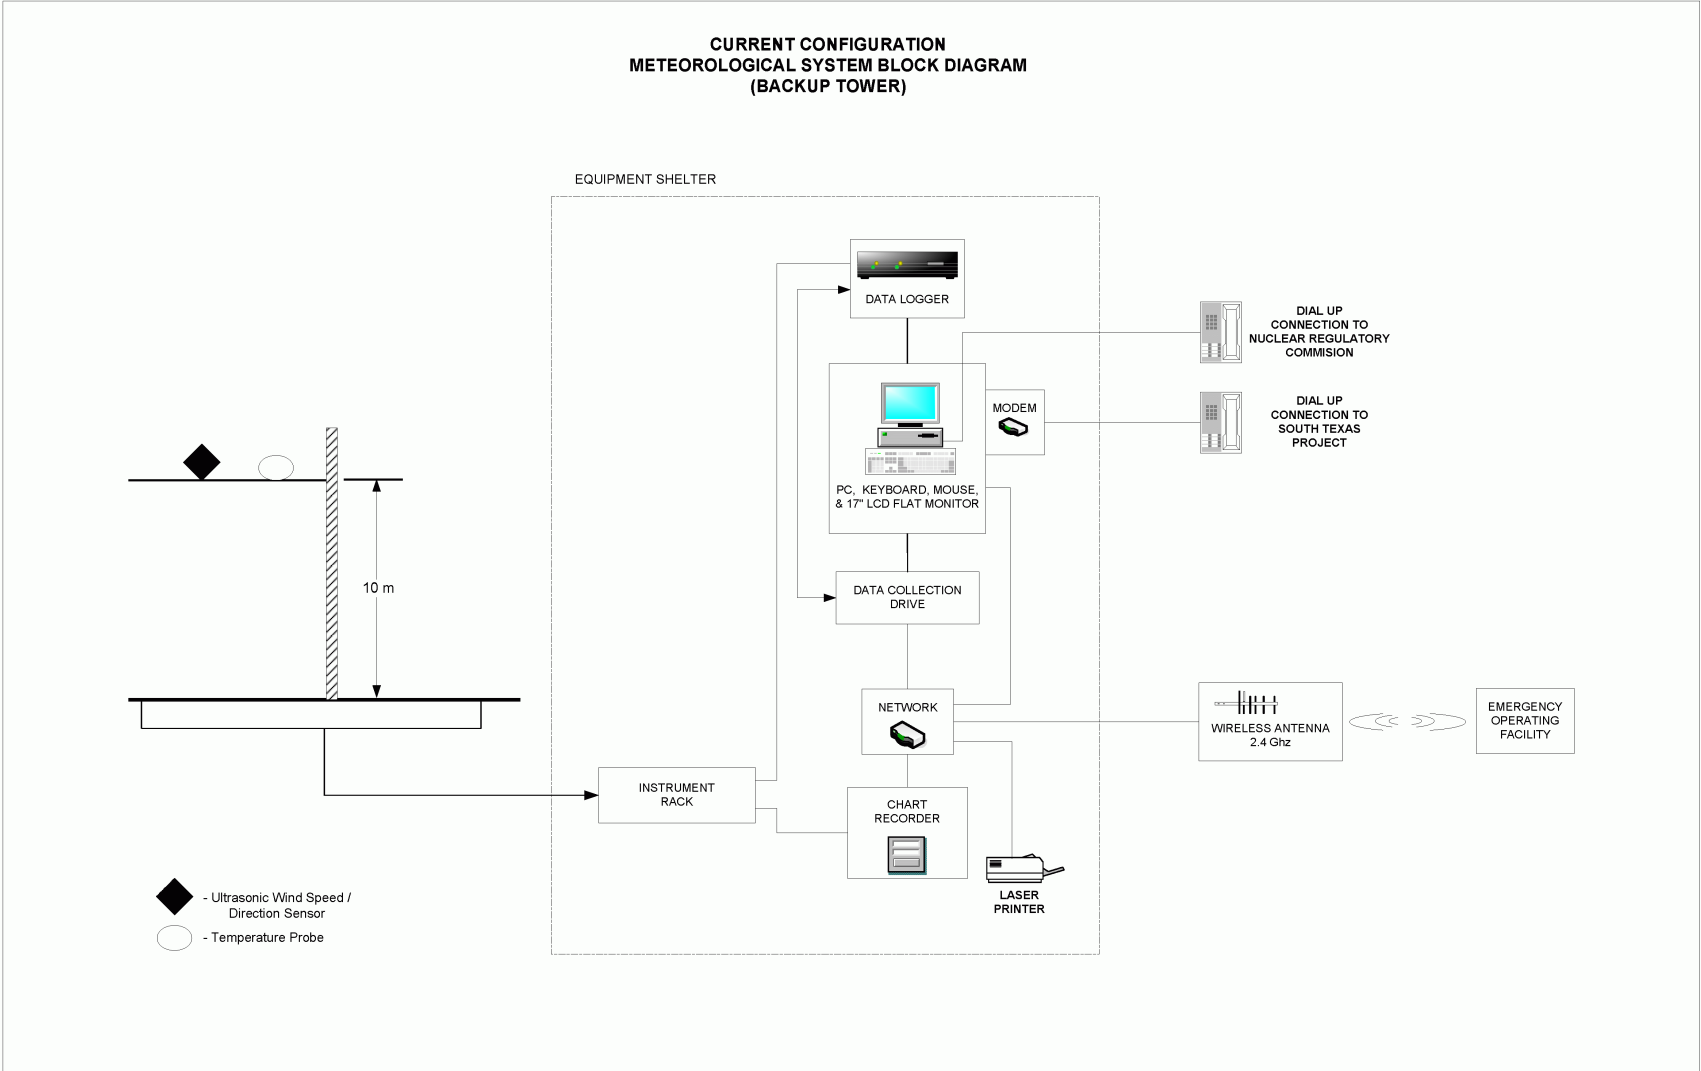 CURRENT CONFIGURATION
METEOROLOGICAL SYSTEM BLOCK DIAGRAM
(BACKUP TOWER)
EQUIPMENT SHELTER
DATA LOGGER
DIAL UP
CONNECTION TO
NUCLEAR REGULATORY
COMMISION
MODEM
DIAL UP
CONNECTION TO
SOUTH TEXAS
PROJECT
PC, KEYBOARD, MOUSE,
& 17" LCD FLAT MONITOR
10 m
DATA COLLECTION
DRIVE
NETWORK
WIRELESS ANTENNA
2.4 Ghz
EMERGENCY
OPERATING
FACILITY
INSTRUMENT
RACK
CHART
RECORDER
LASER
PRINTER
- Ultrasonic Wind Speed /
Direction Sensor
- Temperature Probe